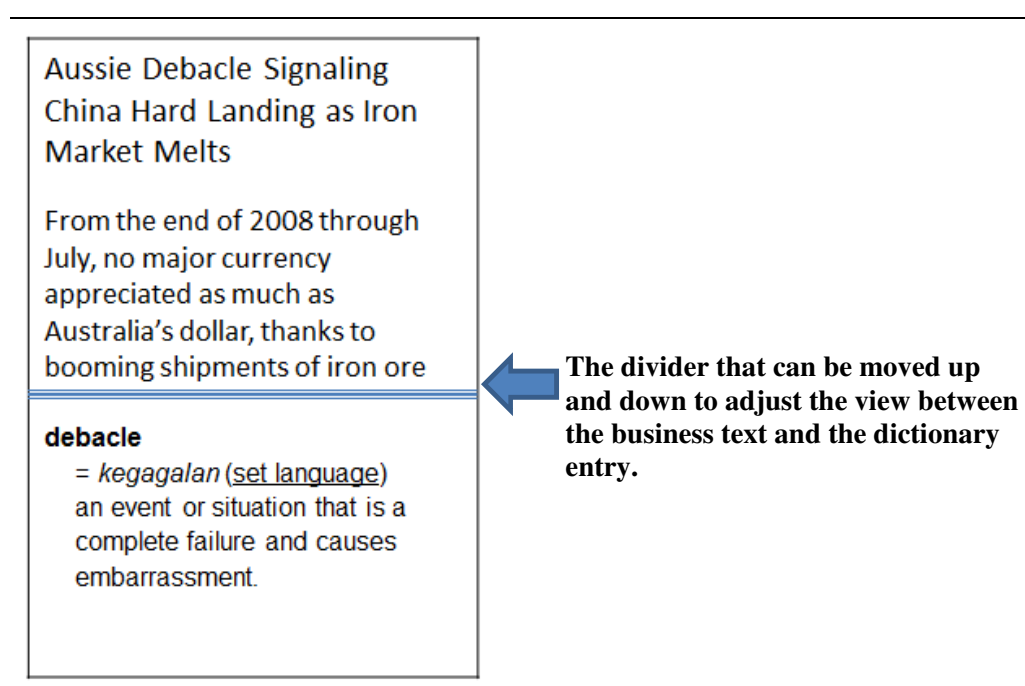 Aussie Debacle Signaling
China Hard Landing as Iron
Market Melts
From the end of 2008 through
July, no major currency
appreciated as much as
Australia's dollar, thanks to
booming shipments of iron ore
The divider that can be moved up
and down to adjust the view between
the business text and the dictionary
entry.
debacle
= kegagalan (set language)
an event or situation that is a
complete failure and causes
embarrassment.